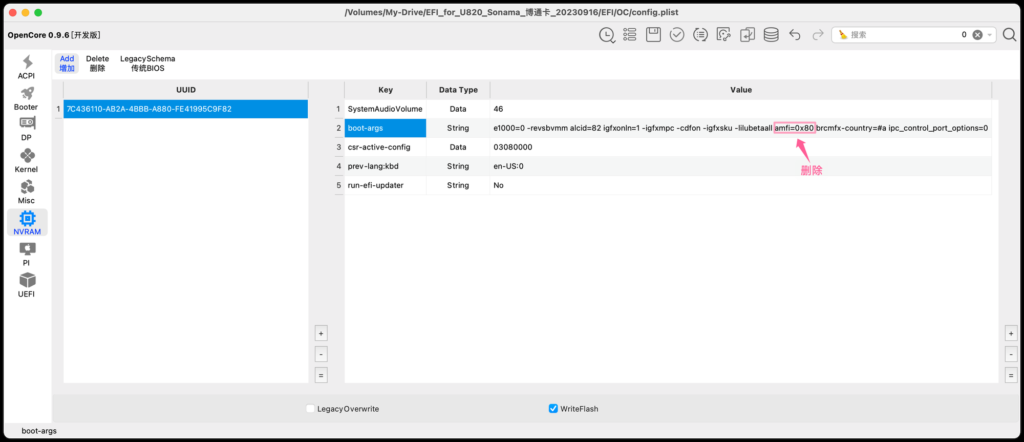 /Volumes/My-Drive/EFI_for_U820_Sonama_博通卡_20230916/EFI/OC/config.plist
OpenCore 0.9.6 [开发版]
搜索
0
Add
增加
Delete
删除
LegacySchema
传统BIOS
ACPI
Booter
DP
Kernel
Misc
NVRAM
PI
UEFI
UUID
1 7C436110-AB2A-4BBB-A880-FE41995C9F82
Key Data Type Value
1 SystemAudioVolume Data 46
2 boot-args String e1000=0 -revsbvmm alcid=82 igfxonln=1 -igfxmpc -cdfon -igfxsku -lilubetaall amfi=0x80 brcmfx-country=#a ipc_control_port_options=0
3 csr-active-config Data 03080000
4 prev-lang:kbd String en-US:0
5 run-efi-updater String No
删除
+
-
=
+
-
=
LegacyOverwrite
WriteFlash
boot-args